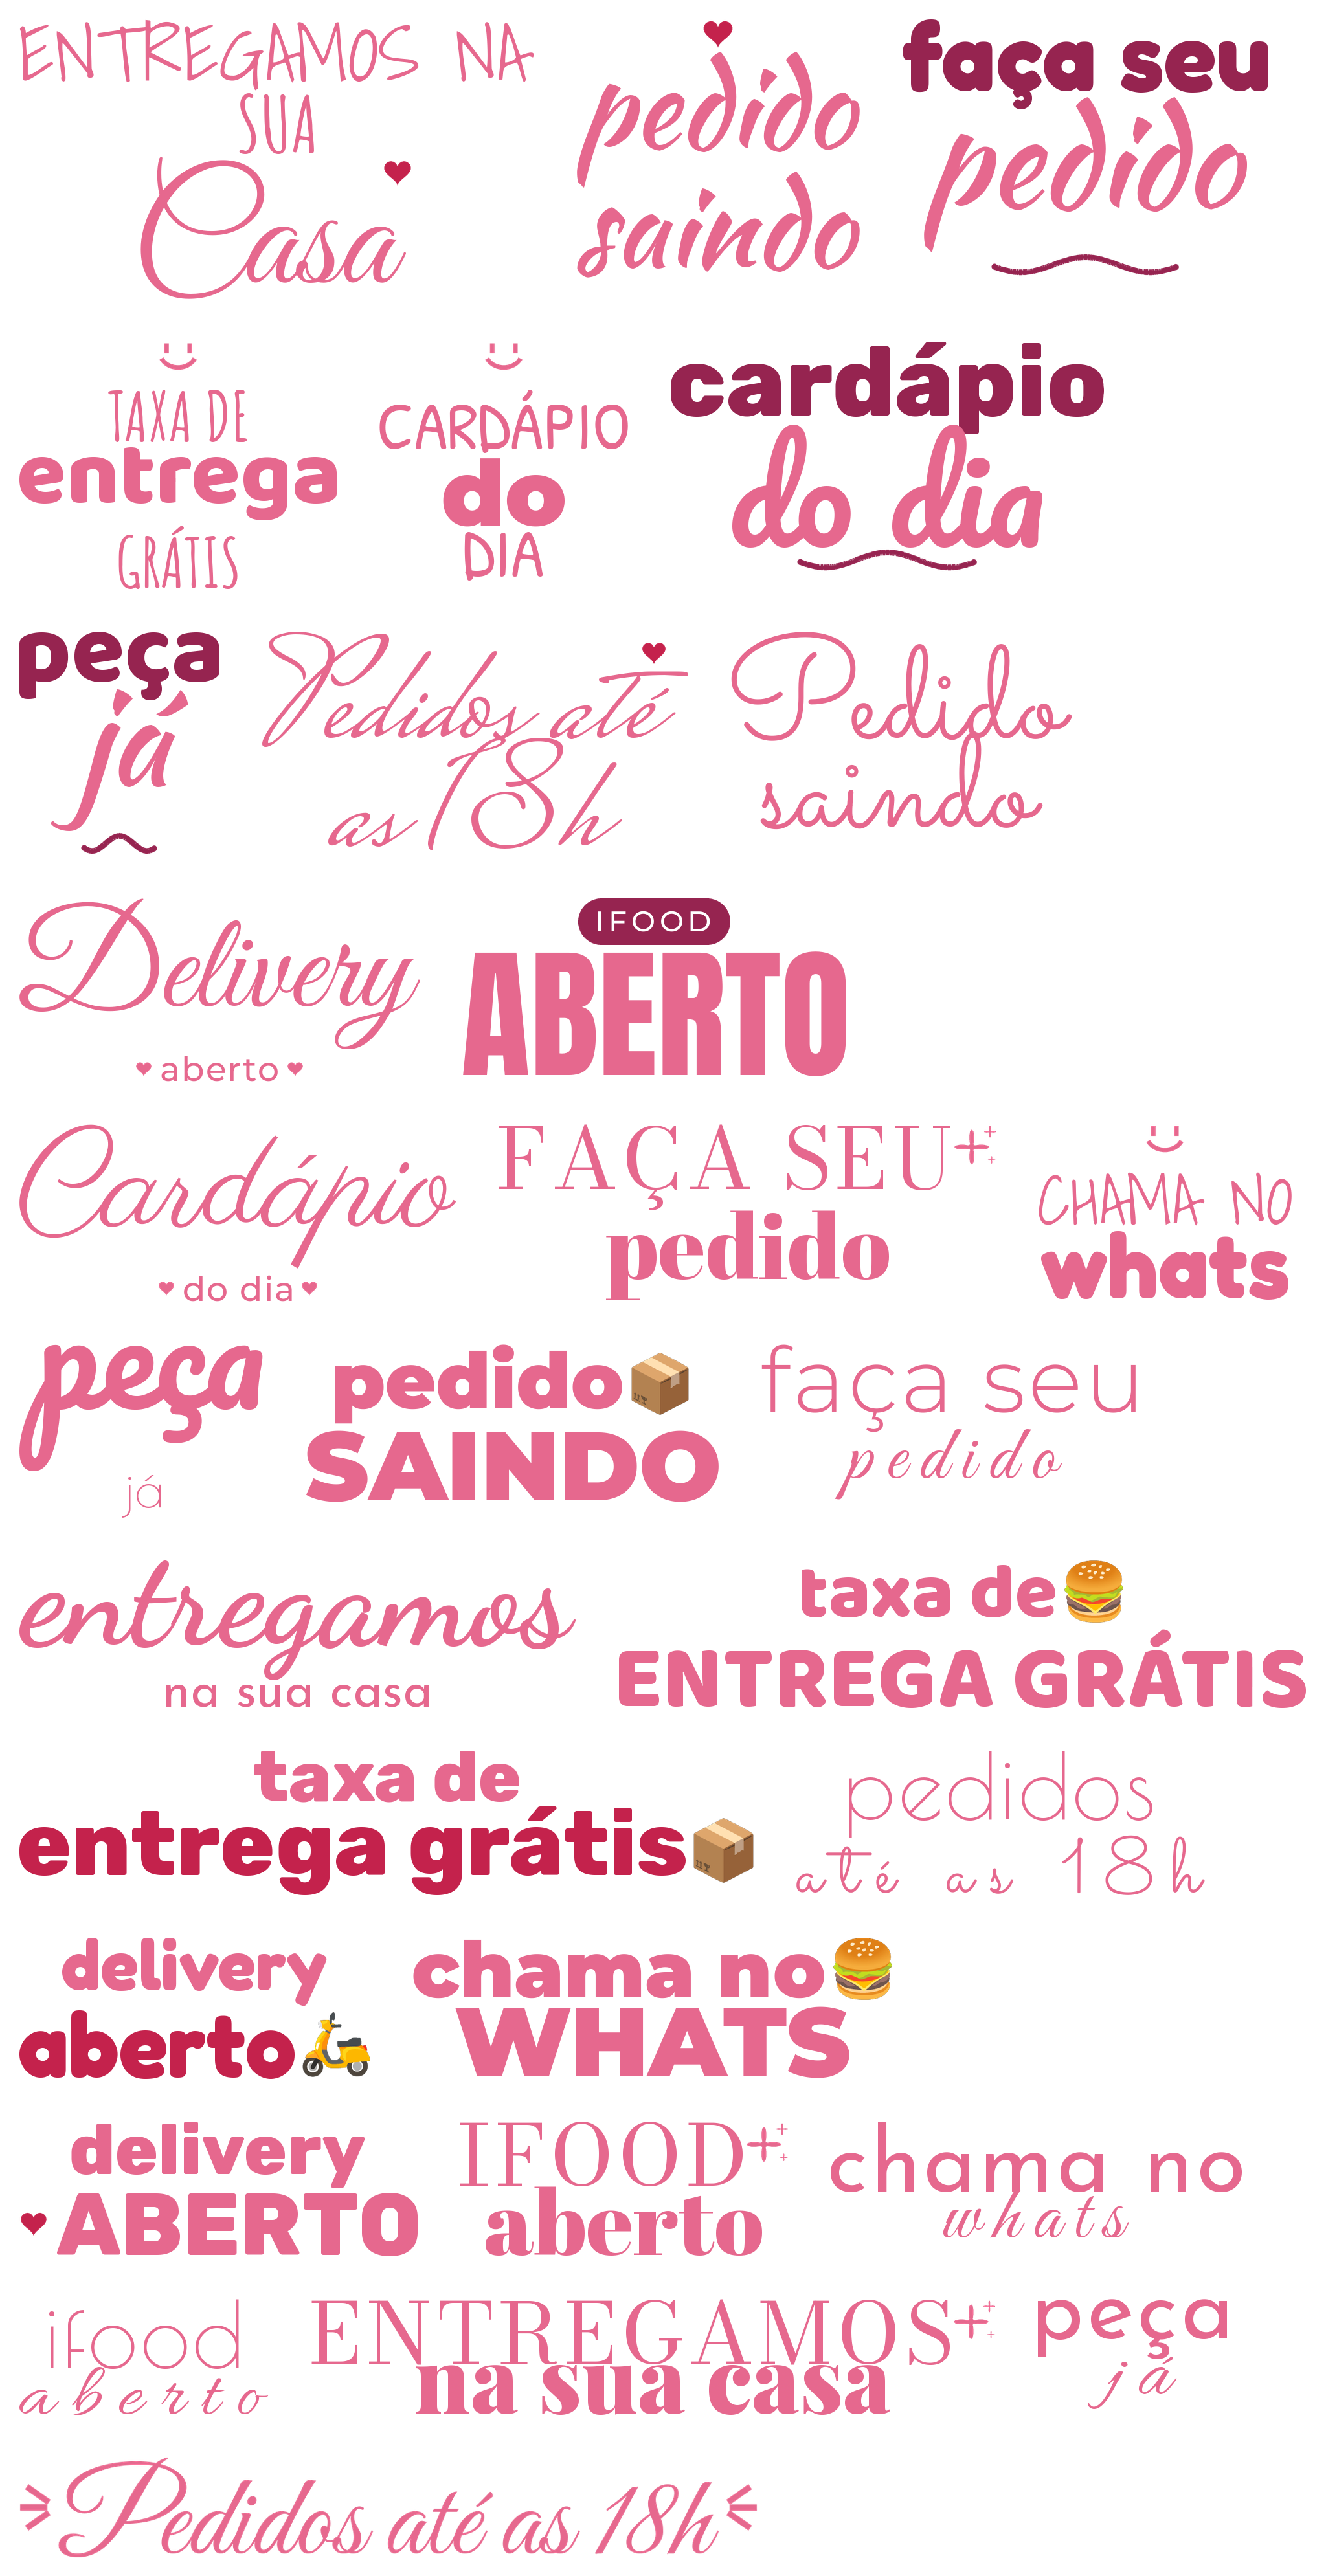 ENTREGAMOS NA
SUA
Casa
pedido
saindo
faça seu
pedido
TAXA DE
entrega
GRÁTIS
CARDÁPIO
do
DIA
cardápio
do dia
peça
já
Pedidos até
as 18h
Pedido
saindo
Delivery
aberto
IFOOD
ABERTO
Cardápio
do dia
FAÇA SEU
pedido
CHAMA NO
whats
peça
já
pedido
SAINDO
faça seu
pedido
entregamos
na sua casa
taxa de
ENTREGA GRÁTIS
taxa de
entrega grátis
pedidos
até as 18h
delivery
aberto
chama no
WHATS
delivery
ABERTO
IFOOD
aberto
chama no
whats
ifood
aberto
ENTREGAMOS
na sua casa
peça
já
Pedidos até as 18h